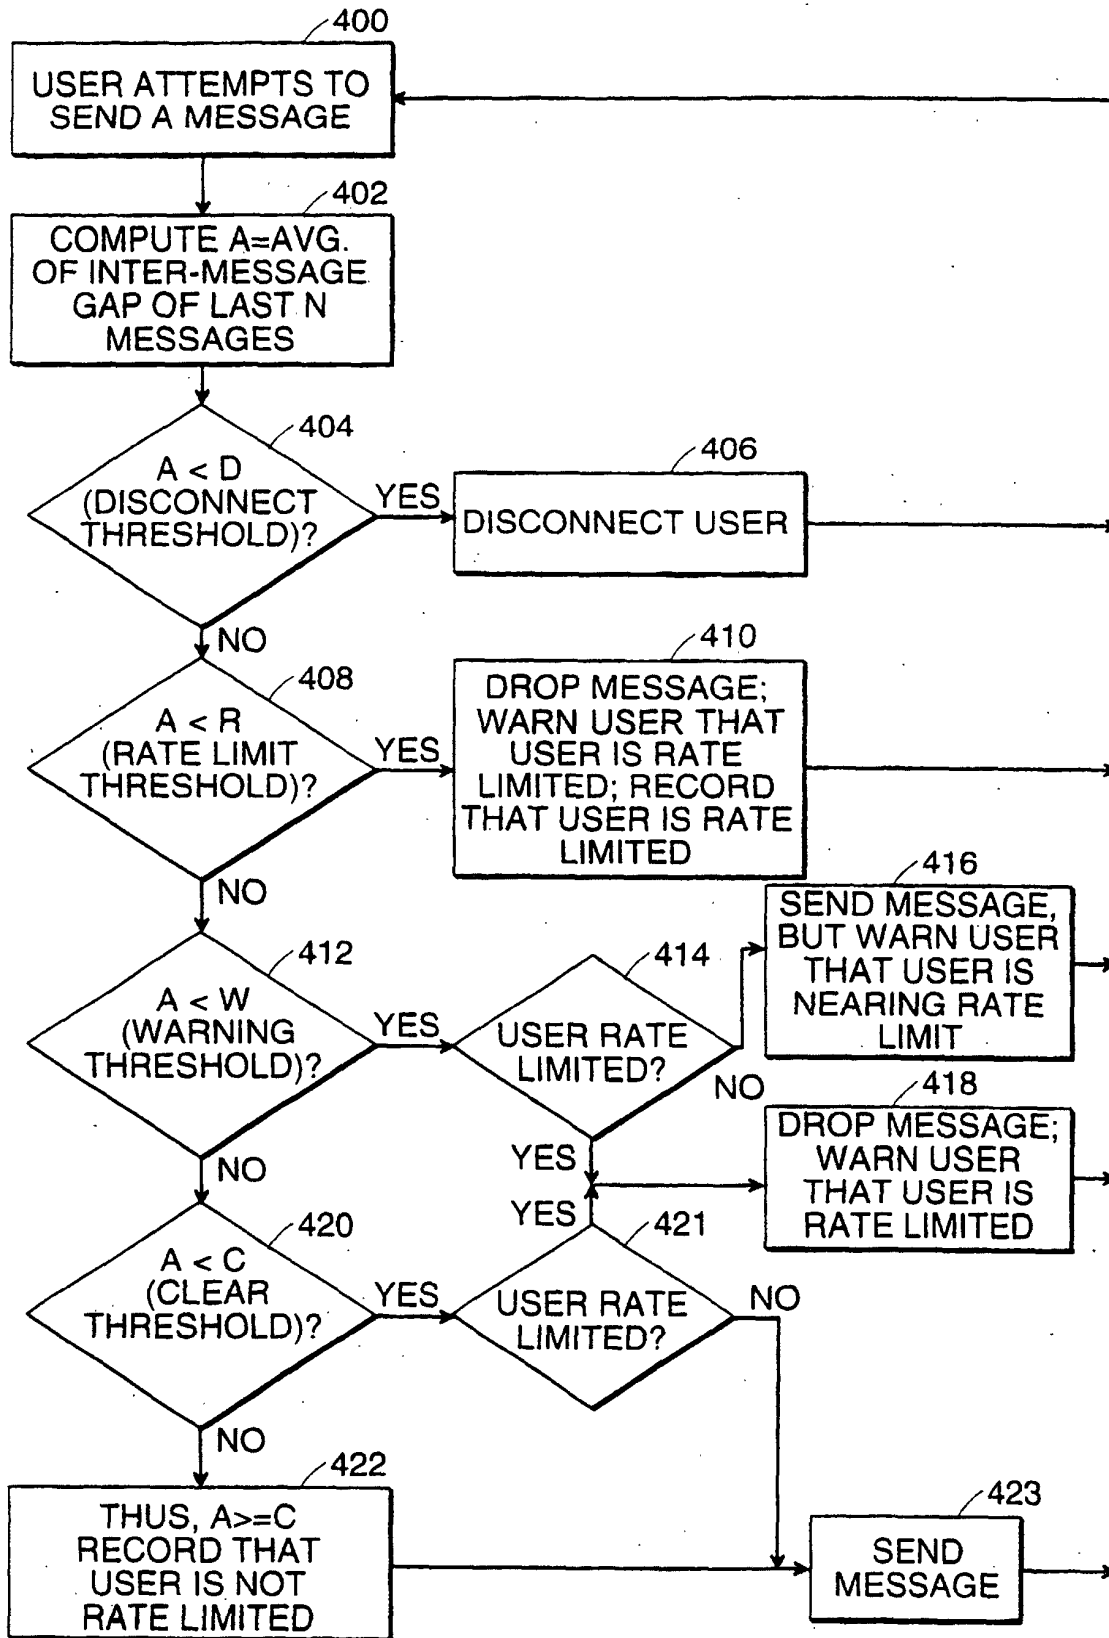 400
USER ATTEMPTS TO
SEND A MESSAGE
402
COMPUTE A=AVG.
OF INTER-MESSAGE
GAP OF LAST N
MESSAGES
404
A < D
(DISCONNECT
THRESHOLD)?
YES
406
DISCONNECT USER
NO
408
A < R
(RATE LIMIT
THRESHOLD)?
YES
410
DROP MESSAGE;
WARN USER THAT
USER IS RATE
LIMITED; RECORD
THAT USER IS RATE
LIMITED
NO
412
A < W
(WARNING
THRESHOLD)?
YES
414
USER RATE
LIMITED?
NO
416
SEND MESSAGE,
BUT WARN USER
THAT USER IS
NEARING RATE
LIMIT
YES
418
DROP MESSAGE;
WARN USER
THAT USER IS
RATE LIMITED
NO
420
A < C
(CLEAR
THRESHOLD)?
YES
YES
421
USER RATE
LIMITED?
NO
NO
422
THUS, A>=C
RECORD THAT
USER IS NOT
RATE LIMITED
423
SEND
MESSAGE